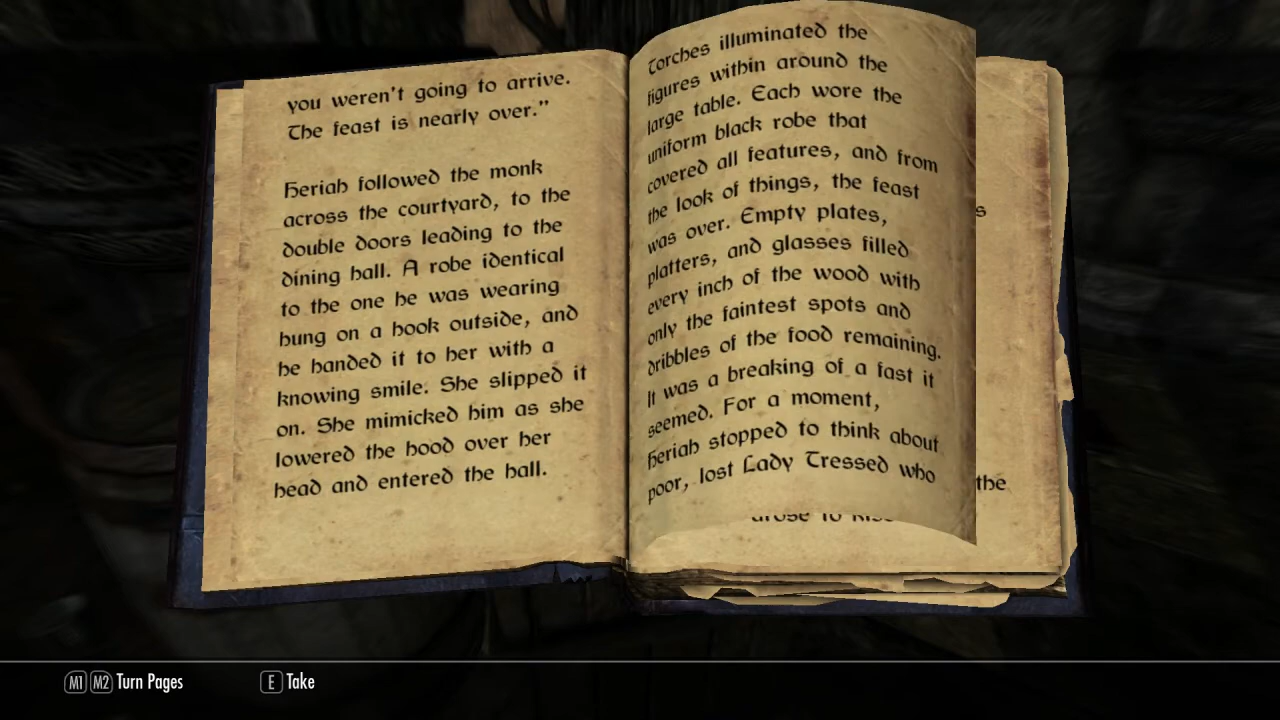 you weren't going to arrive.
The feast is nearly over."
Heriah followed the monk
across the courtyard, to the
double doors leading to the
dining hall. A robe identical
to the one he was wearing
hung on a hook outside, and
he handed it to her with a
knowing smile. She slipped it
on. She mimicked him as she
lowered the hood over her
head and entered the hall.
Torches illuminated the
figures within around the
large table. Each wore the
uniform black robe that
covered all features, and from
the look of things, the feast
was over. Empty plates,
platters, and glasses filled
every inch of the wood with
only the faintest spots and
dribbles of the food remaining.
It was a breaking of a fast it
seemed. For a moment,
Heriah stopped to think about
poor, lost Lady Tressed who
s
the
arose to
M1 M2 Turn Pages
E Take